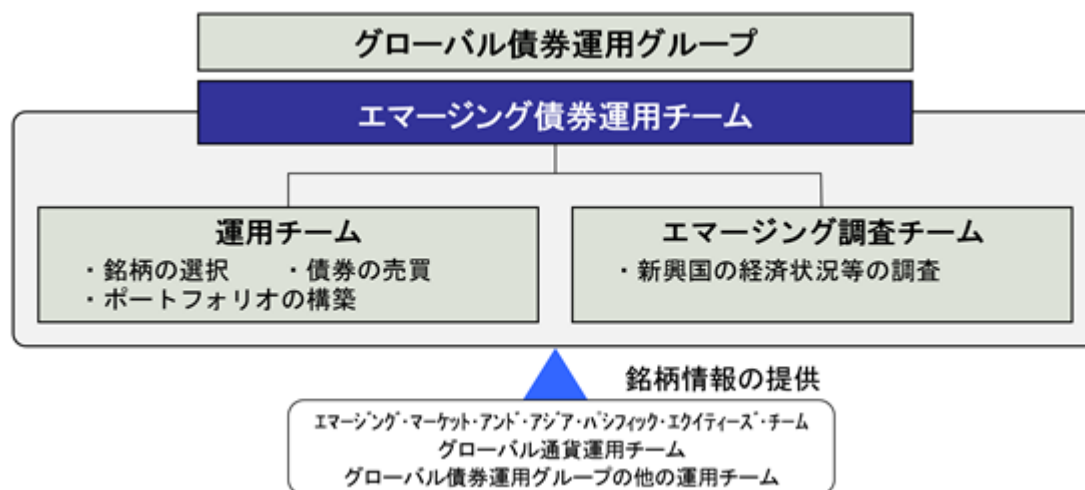 グローバル債券運用グループ
エマージング債券運用チーム
運用チーム
・銘柄の選択　・債券の売買
・ポートフォリオの構築
エマージング調査チーム
・新興国の経済状況等の調査
銘柄情報の提供
ｴﾏｰｼﾞﾝｸﾞ・ﾏｰｹｯﾄ・ｱﾝﾄﾞ・ｱｼﾞｱ・ﾊﾟｼﾌｨｯｸ・ｴｸｲﾃｨｰｽﾞ・ﾁｰﾑ
グローバル通貨運用チーム
グローバル債券運用グループの他の運用チーム